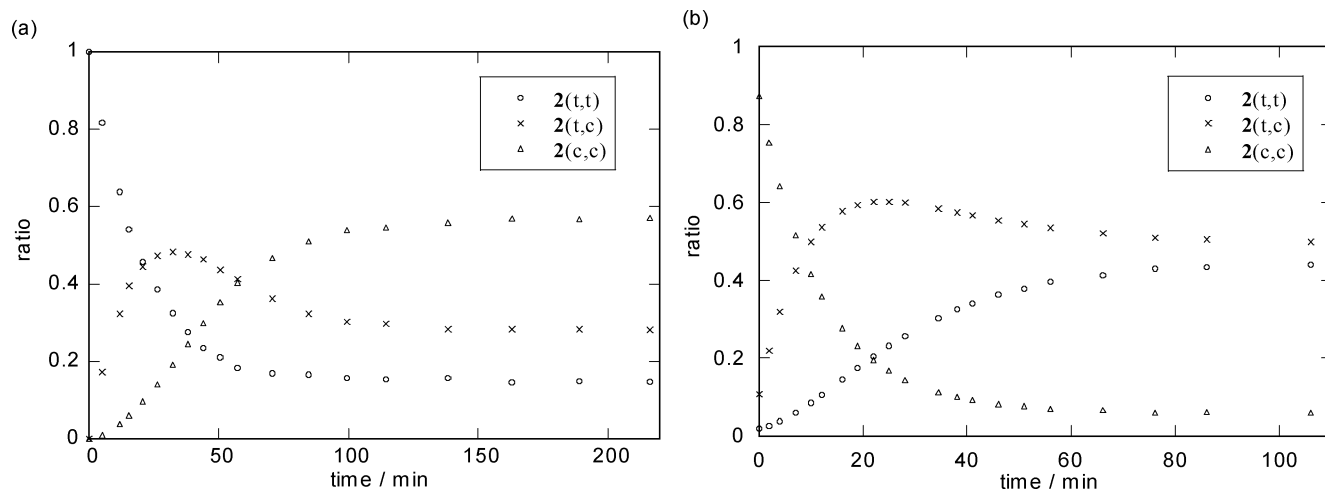 (a)
1
0.8
0.6
0.4
0.2
0
ratio
2(t,t)
2(t,c)
2(c,c)
0 50 100 150 200
time / min
(b)
1
0.8
0.6
0.4
0.2
0
ratio
2(t,t)
2(t,c)
2(c,c)
0 20 40 60 80 100
time / min